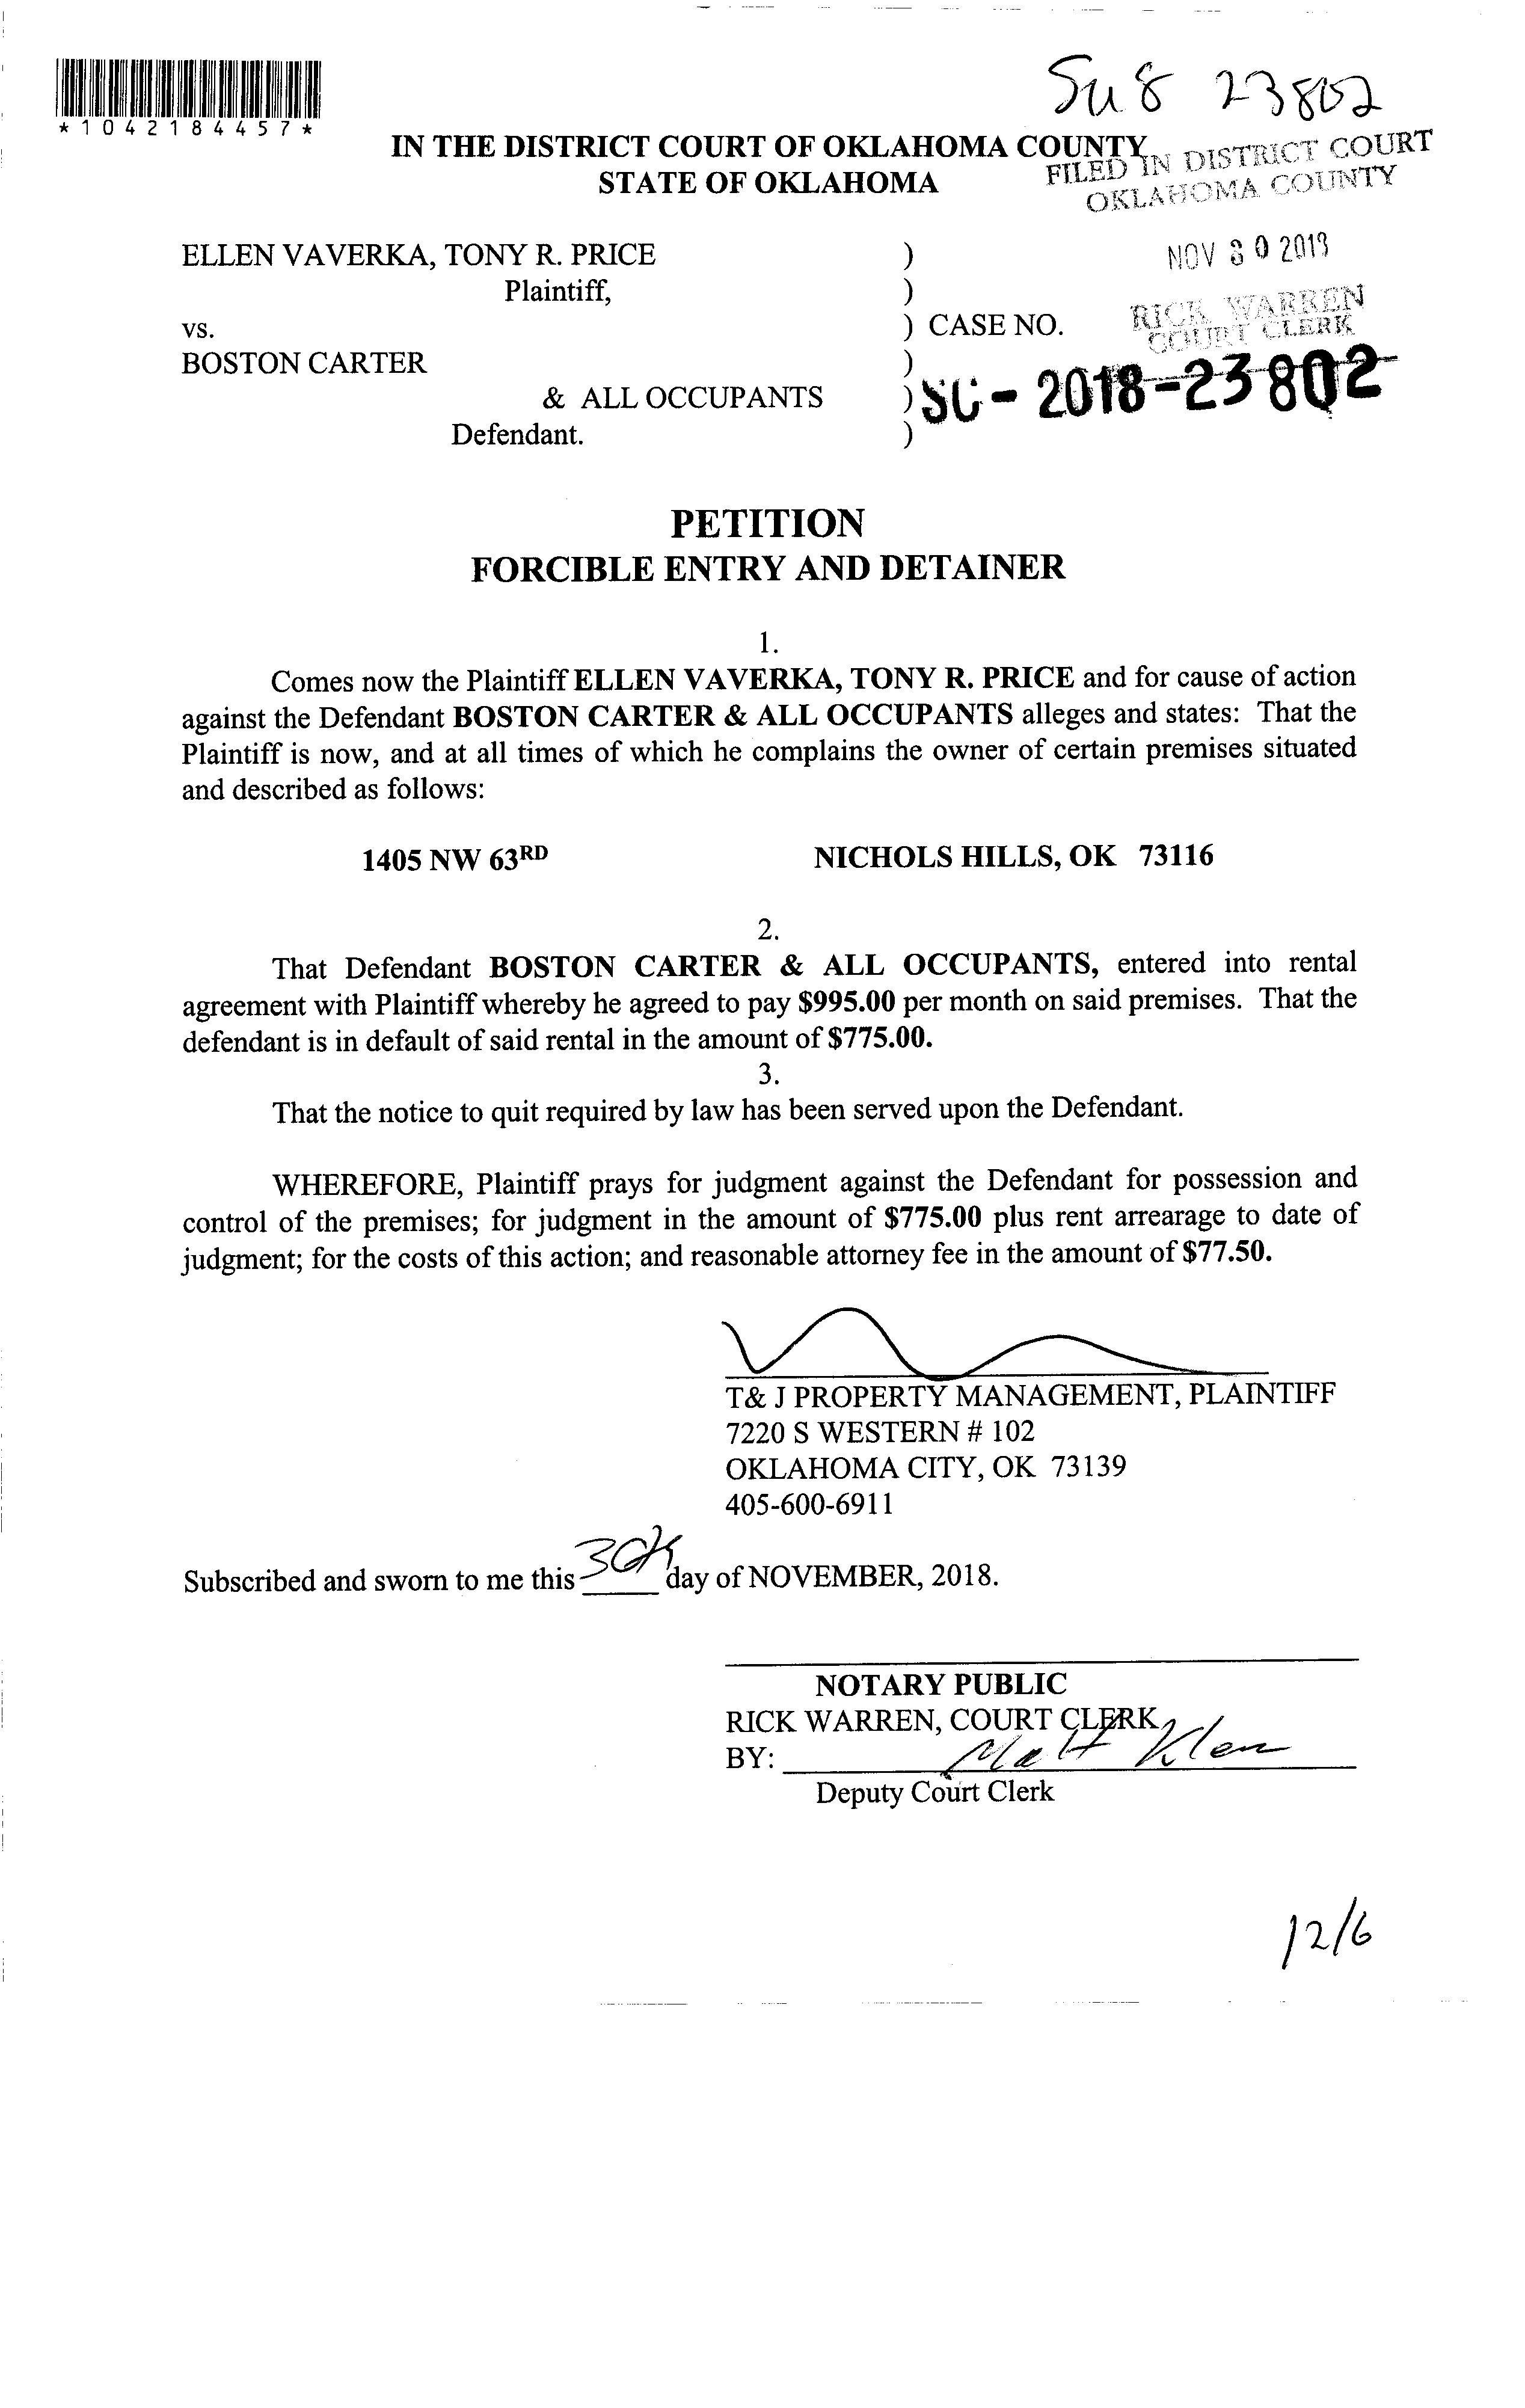 *1042184457*
23802
IN THE DISTRICT COURT OF OKLAHOMA COUNTY
STATE OF OKLAHOMA
FILED IN DISTRICT COURT
OKLAHOMA COUNTY
ELLEN VAVERKA, TONY R. PRICE )
Plaintiff, )
NOV 30 2018
vs. ) CASE NO.
RICK WARREN
COURT CLERK
BOSTON CARTER )
& ALL OCCUPANTS ) SC-2018-23802
Defendant. )
PETITION
FORCIBLE ENTRY AND DETAINER
1.
Comes now the Plaintiff ELLEN VAVERKA, TONY R. PRICE and for cause of action
against the Defendant BOSTON CARTER & ALL OCCUPANTS alleges and states: That the
Plaintiff is now, and at all times of which he complains the owner of certain premises situated
and described as follows:
1405 NW 63RD NICHOLS HILLS, OK 73116
2.
That Defendant BOSTON CARTER & ALL OCCUPANTS, entered into rental
agreement with Plaintiff whereby he agreed to pay $995.00 per month on said premises. That the
defendant is in default of said rental in the amount of $775.00.
3.
That the notice to quit required by law has been served upon the Defendant.
WHEREFORE, Plaintiff prays for judgment against the Defendant for possession and
control of the premises; for judgment in the amount of $775.00 plus rent arrearage to date of
judgment; for the costs of this action; and reasonable attorney fee in the amount of $77.50.
T& J PROPERTY MANAGEMENT, PLAINTIFF
7220 S WESTERN # 102
OKLAHOMA CITY, OK 73139
405-600-6911
Subscribed and sworn to me this 30th day of NOVEMBER, 2018.
NOTARY PUBLIC
RICK WARREN, COURT CLERK
BY: Matt
Deputy Court Clerk
12/6